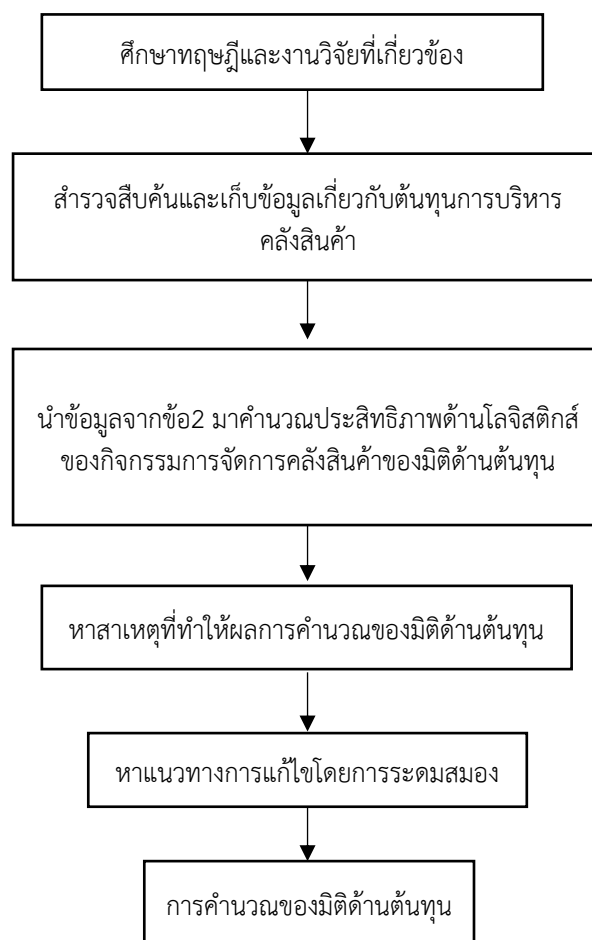 ศึกษาทฤษฎีและงานวิจัยที่เกี่ยวข้อง
สำรวจสืบค้นและเก็บข้อมูลเกี่ยวกับต้นทุนการบริหาร
คลังสินค้า
นำข้อมูลจากข้อ2 มาคำนวณประสิทธิภาพด้านโลจิสติกส์
ของกิจกรรมการจัดการคลังสินค้าของมิติด้านต้นทุน
หาสาเหตุที่ทำให้ผลการคำนวณของมิติด้านต้นทุน
หาแนวทางการแก้ไขโดยการระดมสมอง
การคำนวณของมิติด้านต้นทุน